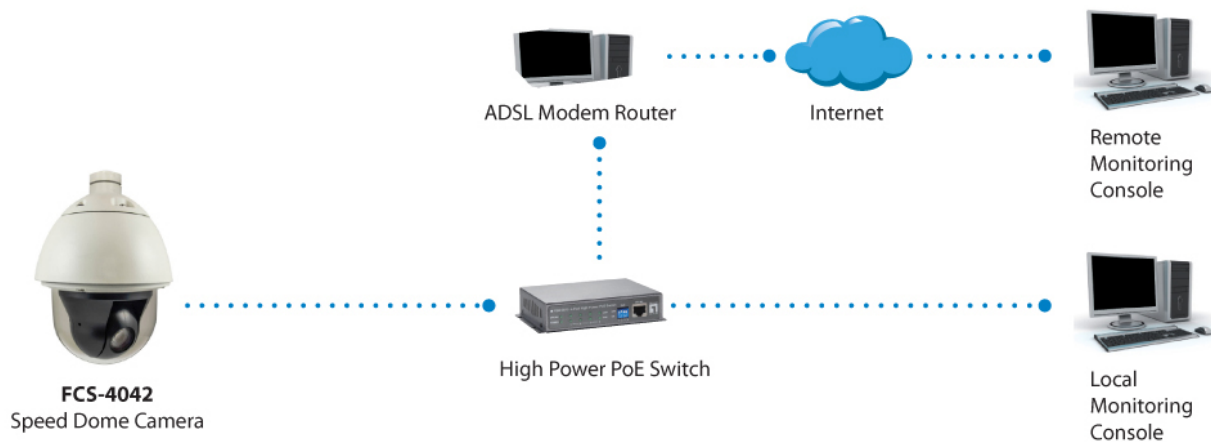 ADSL Modem Router
Internet
Remote
Monitoring
Console
FCS-4042
Speed Dome Camera
High Power PoE Switch
Local
Monitoring
Console